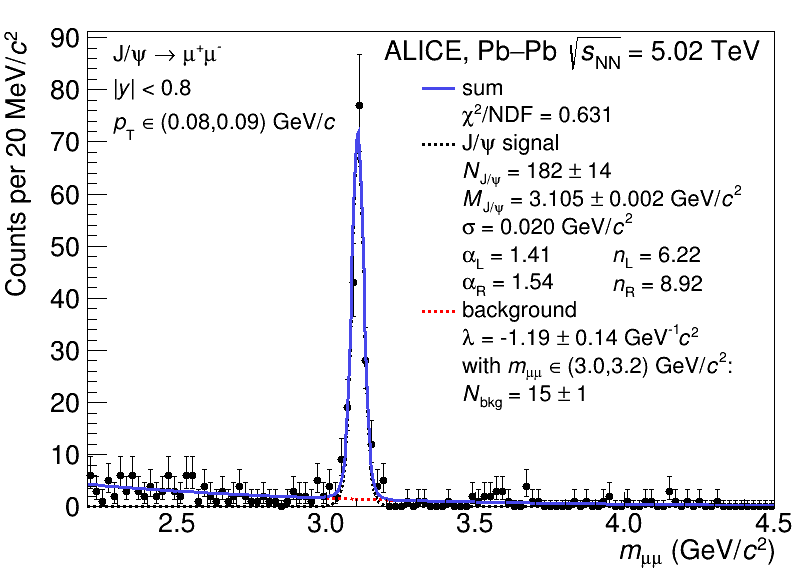 Counts per 20 MeV/c²
90
80
70
60
50
40
30
20
10
0
J/ψ → μ⁺μ⁻
|y| < 0.8
p_T ∈ (0.08,0.09) GeV/c
ALICE, Pb–Pb √s_NN = 5.02 TeV
sum
χ²/NDF = 0.631
J/ψ signal
N_J/ψ = 182 ± 14
M_J/ψ = 3.105 ± 0.002 GeV/c²
σ = 0.020 GeV/c²
α_L = 1.41 n_L = 6.22
α_R = 1.54 n_R = 8.92
background
λ = -1.19 ± 0.14 GeV⁻¹c²
with m_μμ ∈ (3.0,3.2) GeV/c²:
N_bkg = 15 ± 1
2.5 3.0 3.5 4.0 4.5
m_μμ (GeV/c²)